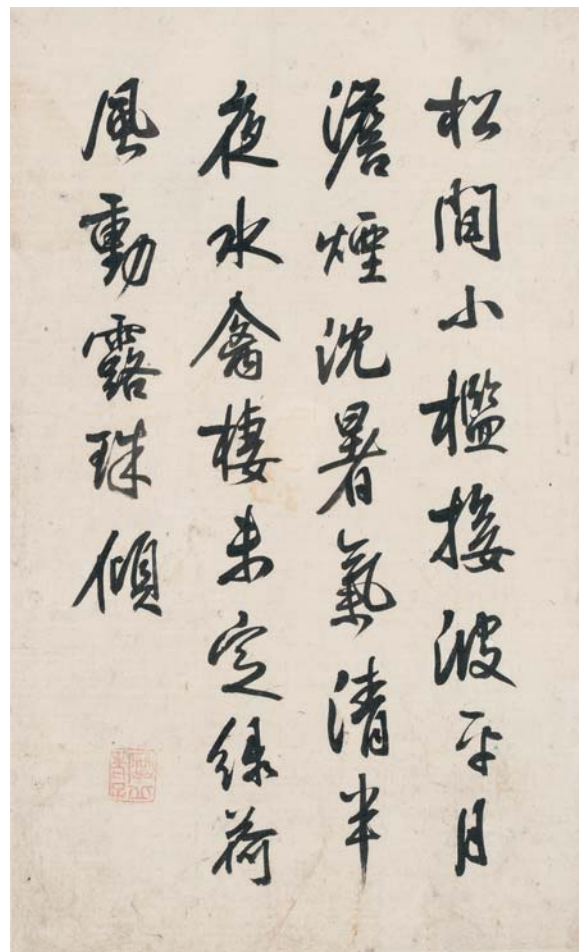 松間小檻接波平月
澹煙沈暑氣清半
夜水禽棲未定綠荷
風動露珠傾